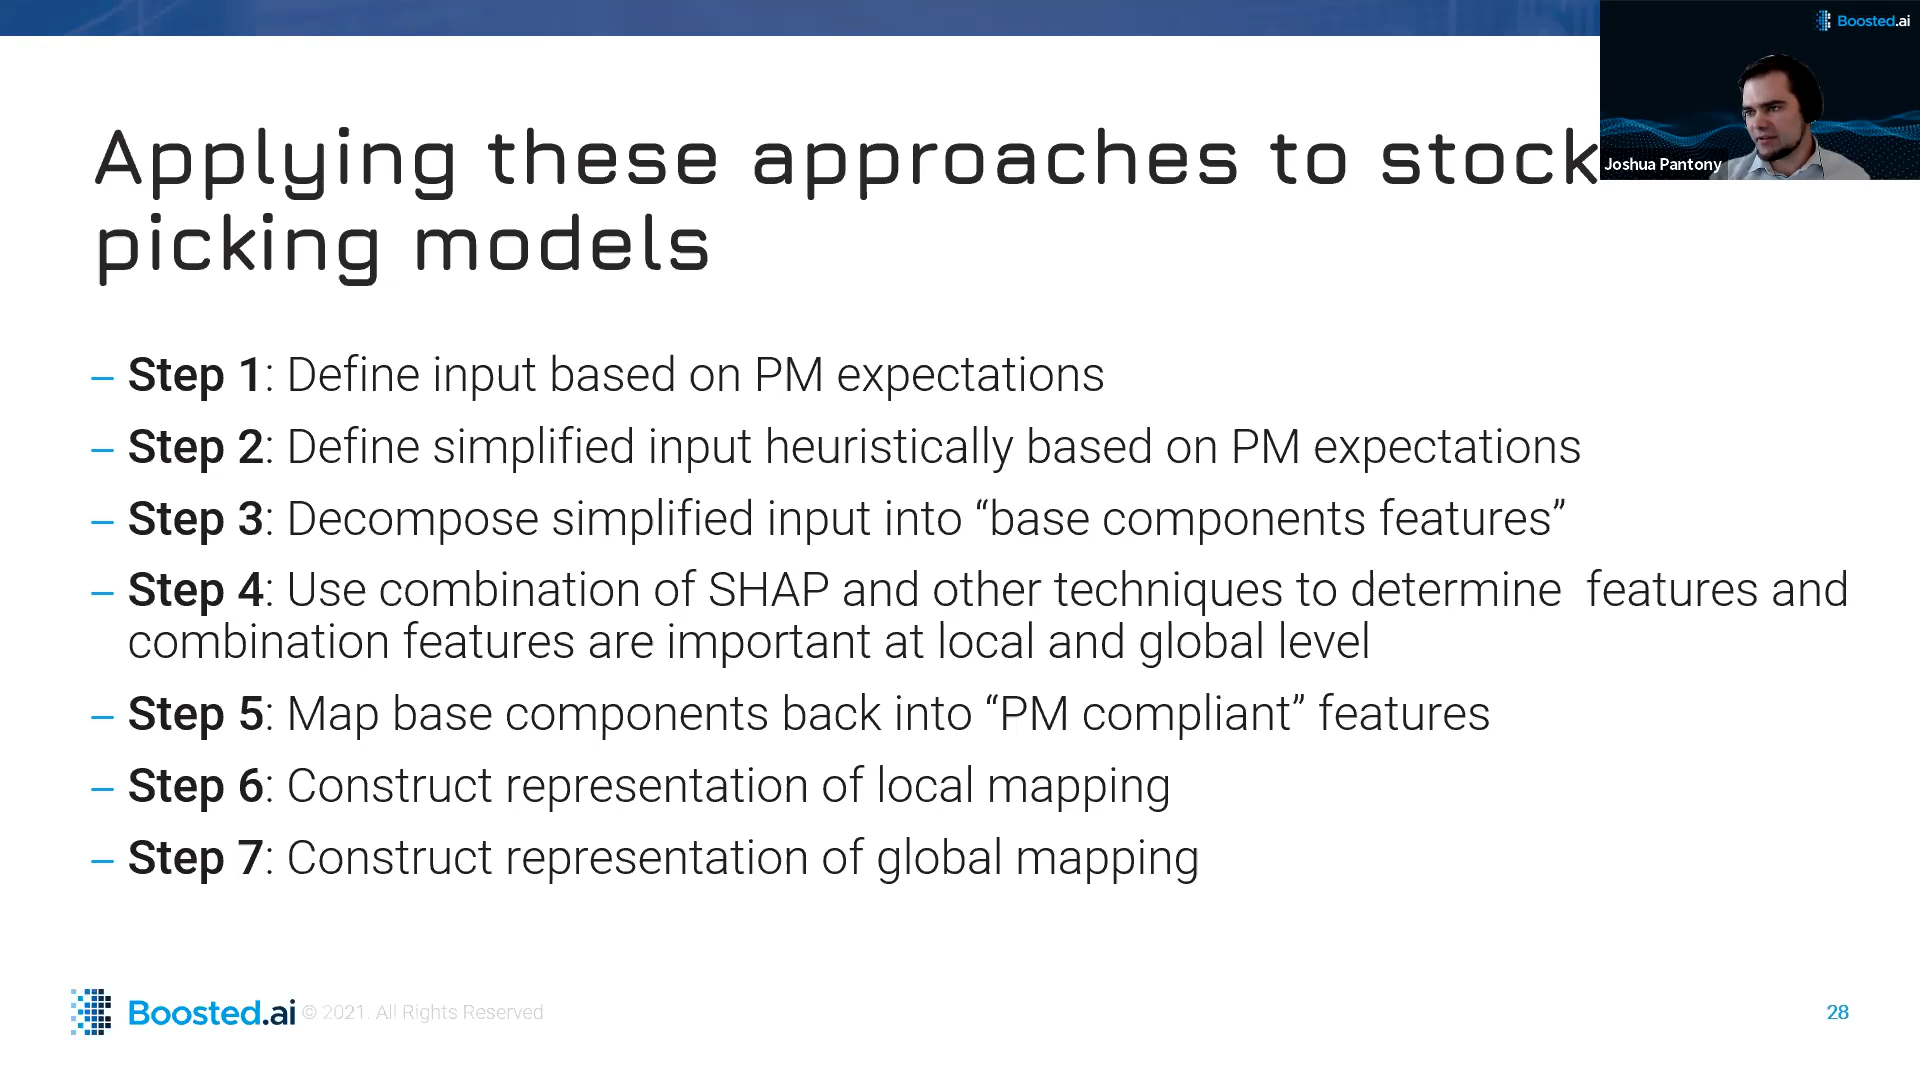 Boosted.ai
Joshua Pantony
Applying these approaches to stock
picking models
– Step 1: Define input based on PM expectations
– Step 2: Define simplified input heuristically based on PM expectations
– Step 3: Decompose simplified input into “base components features”
– Step 4: Use combination of SHAP and other techniques to determine  features and
combination features are important at local and global level
– Step 5: Map base components back into “PM compliant” features
– Step 6: Construct representation of local mapping
– Step 7: Construct representation of global mapping
Boosted.ai © 2021. All Rights Reserved
28